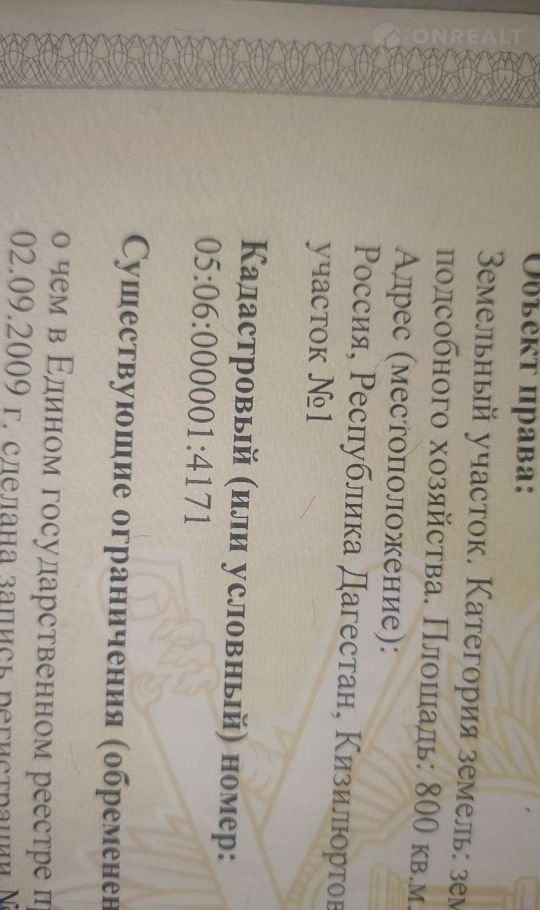 ONREALT
Объект права:
Земельный участок. Категория земель: зем
подсобного хозяйства. Площадь: 800 кв.м.
Адрес (местоположение):
Россия, Республика Дагестан, Кизилюртов
участок №1
Кадастровый (или условный) номер:
05:06:000001:4171
Существующие ограничения (обременен
о чем в Едином государственном реестре п
02.09.2009 г. сделана запись регистрации №